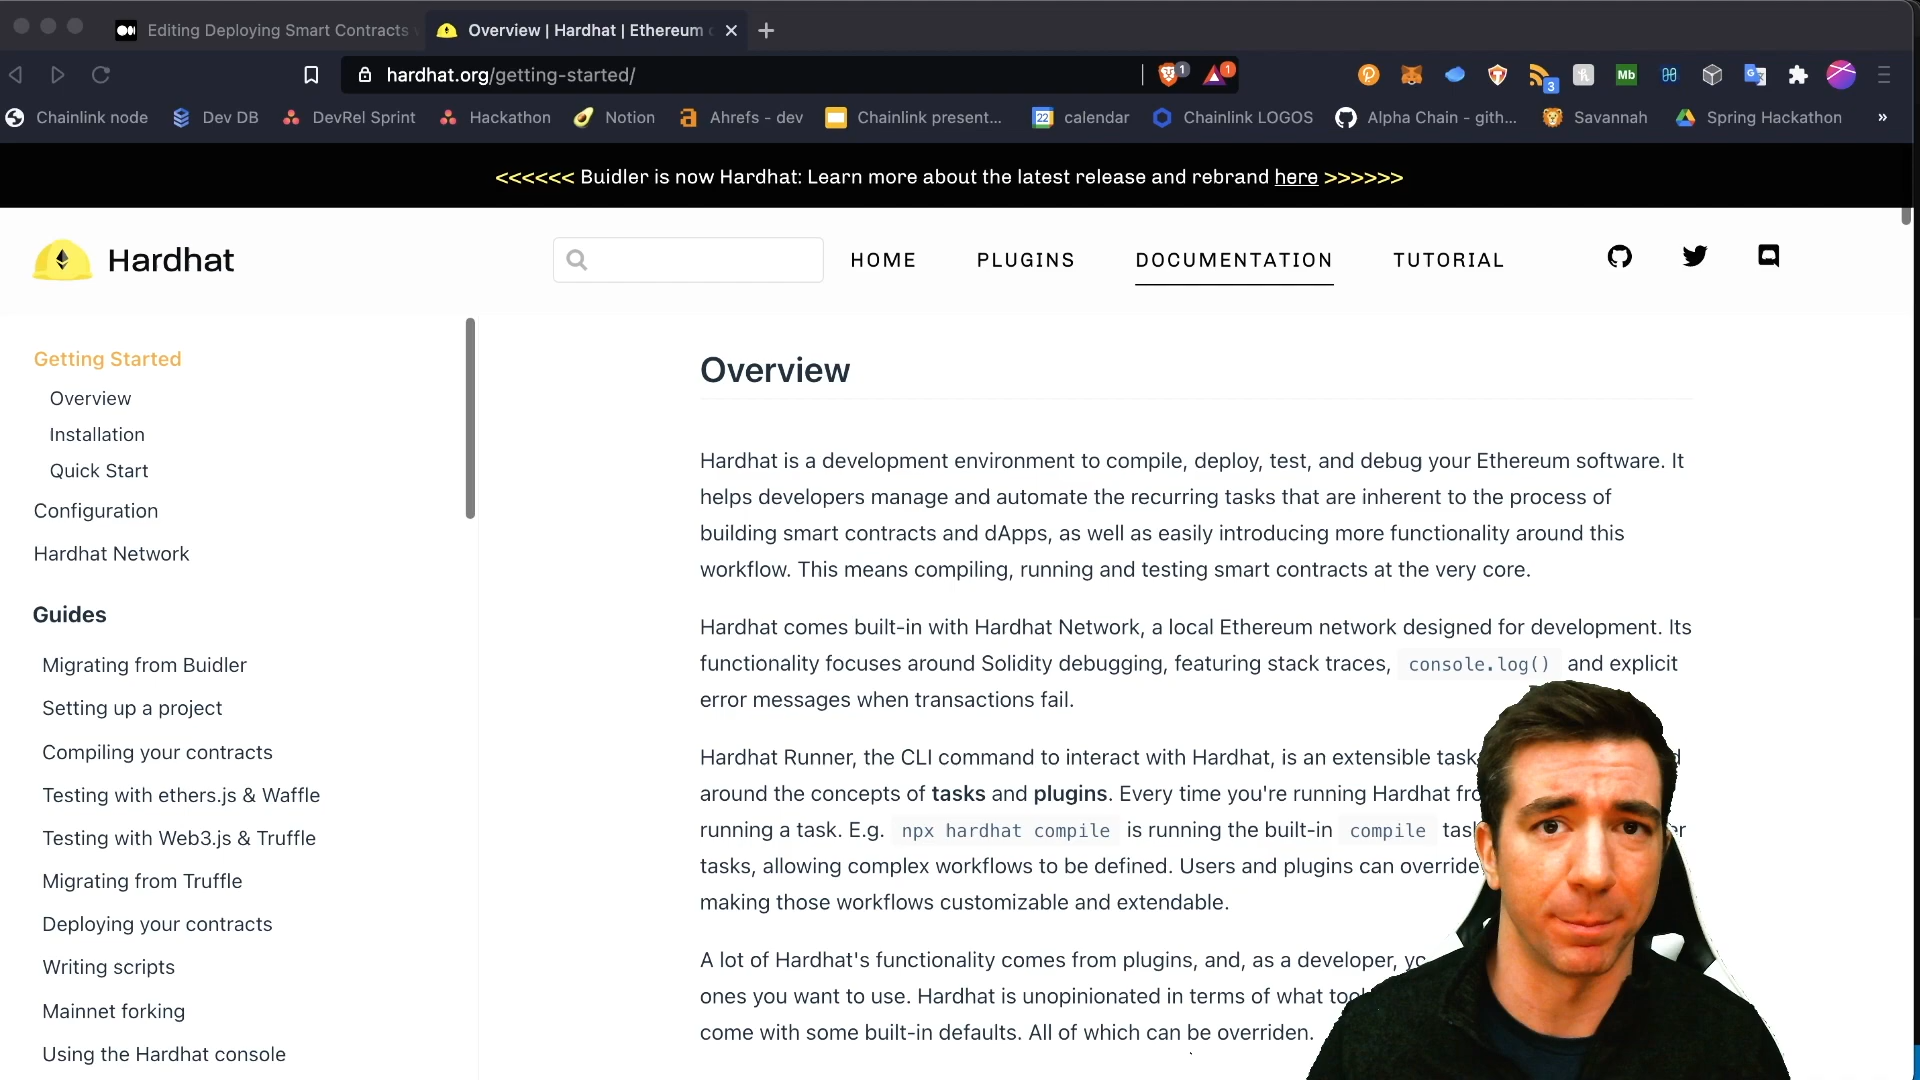 Editing Deploying Smart Contracts
Overview | Hardhat | Ethereum
hardhat.org/getting-started/
1
1
3
Mb
Chainlink node
Dev DB
DevRel Sprint
Hackathon
Notion
Ahrefs - dev
Chainlink present...
22
calendar
Chainlink LOGOS
Alpha Chain - gith...
Savannah
Spring Hackathon
»
<<<<<< Buidler is now Hardhat: Learn more about the latest release and rebrand here >>>>>>
Hardhat
HOME
PLUGINS
DOCUMENTATION
TUTORIAL
Getting Started
Overview
Installation
Quick Start
Configuration
Hardhat Network
Guides
Migrating from Buidler
Setting up a project
Compiling your contracts
Testing with ethers.js & Waffle
Testing with Web3.js & Truffle
Migrating from Truffle
Deploying your contracts
Writing scripts
Mainnet forking
Using the Hardhat console
Overview
Hardhat is a development environment to compile, deploy, test, and debug your Ethereum software. It
helps developers manage and automate the recurring tasks that are inherent to the process of
building smart contracts and dApps, as well as easily introducing more functionality around this
workflow. This means compiling, running and testing smart contracts at the very core.
Hardhat comes built-in with Hardhat Network, a local Ethereum network designed for development. Its
functionality focuses around Solidity debugging, featuring stack traces, console.log() and explicit
error messages when transactions fail.
Hardhat Runner, the CLI command to interact with Hardhat, is an extensible task
around the concepts of tasks and plugins. Every time you're running Hardhat
running a task. E.g. npx hardhat compile is running the built-in compile
tasks, allowing complex workflows to be defined. Users and plugins can override
making those workflows customizable and extendable.
A lot of Hardhat's functionality comes from plugins, and, as a developer,
ones you want to use. Hardhat is unopinionated in terms of what
come with some built-in defaults. All of which can be overriden.